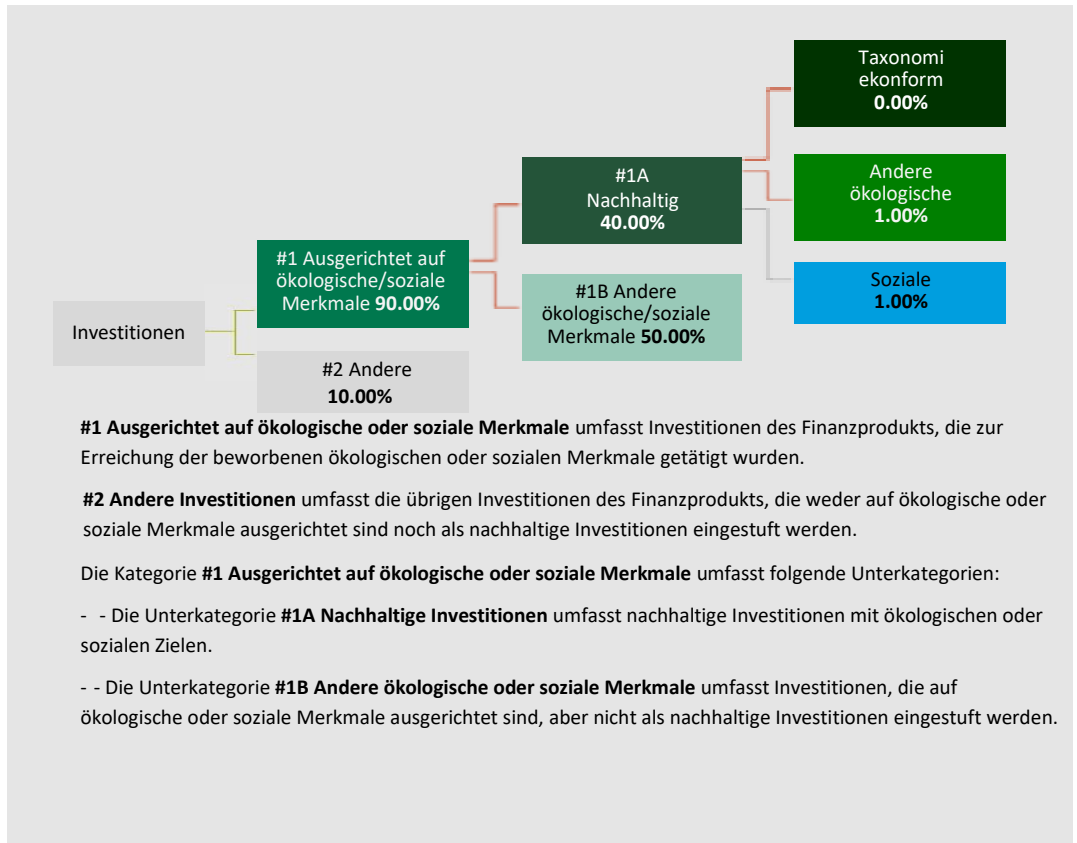 Taxonomi
ekonform
0.00%
#1A
Nachhaltig
40.00%
Andere
ökologische
1.00%
#1 Ausgerichtet auf
ökologische/soziale
Merkmale 90.00%
#1B Andere
ökologische/soziale
Merkmale 50.00%
Soziale
1.00%
Investitionen
#2 Andere
10.00%
#1 Ausgerichtet auf ökologische oder soziale Merkmale umfasst Investitionen des Finanzprodukts, die zur
Erreichung der beworbenen ökologischen oder sozialen Merkmale getätigt wurden.
#2 Andere Investitionen umfasst die übrigen Investitionen des Finanzprodukts, die weder auf ökologische oder
soziale Merkmale ausgerichtet sind noch als nachhaltige Investitionen eingestuft werden.
Die Kategorie #1 Ausgerichtet auf ökologische oder soziale Merkmale umfasst folgende Unterkategorien:
- - Die Unterkategorie #1A Nachhaltige Investitionen umfasst nachhaltige Investitionen mit ökologischen oder
sozialen Zielen.
- - Die Unterkategorie #1B Andere ökologische oder soziale Merkmale umfasst Investitionen, die auf
ökologische oder soziale Merkmale ausgerichtet sind, aber nicht als nachhaltige Investitionen eingestuft werden.